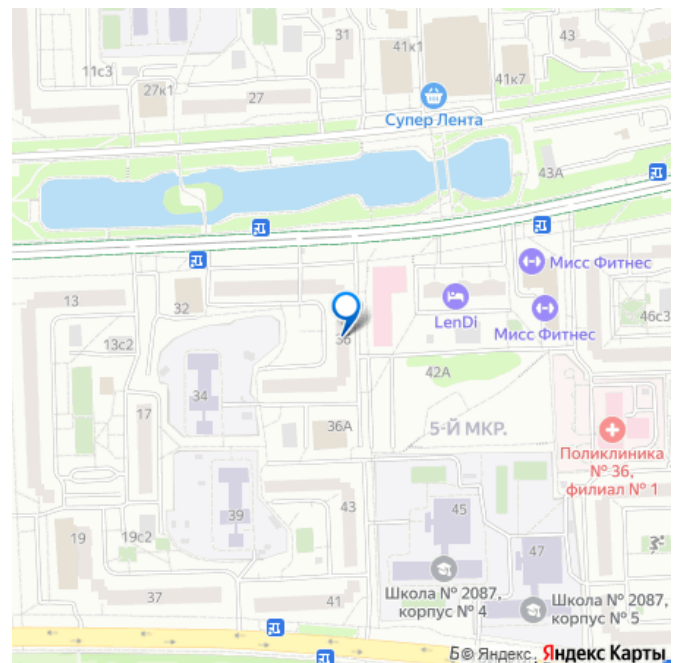 31
41к1
43
11с3
27к1
27
41к7
Супер Лента
43А
Мисс Фитнес
13
32
LenDi
Мисс Фитнес
46с3
13с2
36
34
42А
17
36А
5-Й МКР.
Поликлиника
№ 36,
филиал № 1
39
43
45
19
19с2
47
Школа № 2087,
корпус № 4
Школа № 2087,
корпус № 5
37
41
© Яндекс, Яндекс Карты